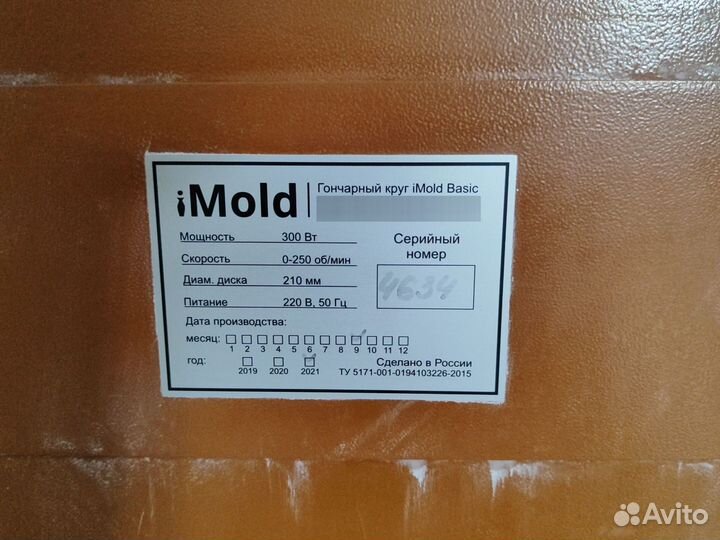 iMold
Гончарный круг iMold Basic
Мощность 300 Вт
Скорость 0-250 об/мин
Диам. диска 210 мм
Питание 220 В, 50 Гц
Серийный
номер
4634
Дата производства:
месяц:
1 2 3 4 5 6 7 8 9 10 11 12
год:
2019 2020 2021
Сделано в России
ТУ 5171-001-0194103226-2015
Avito